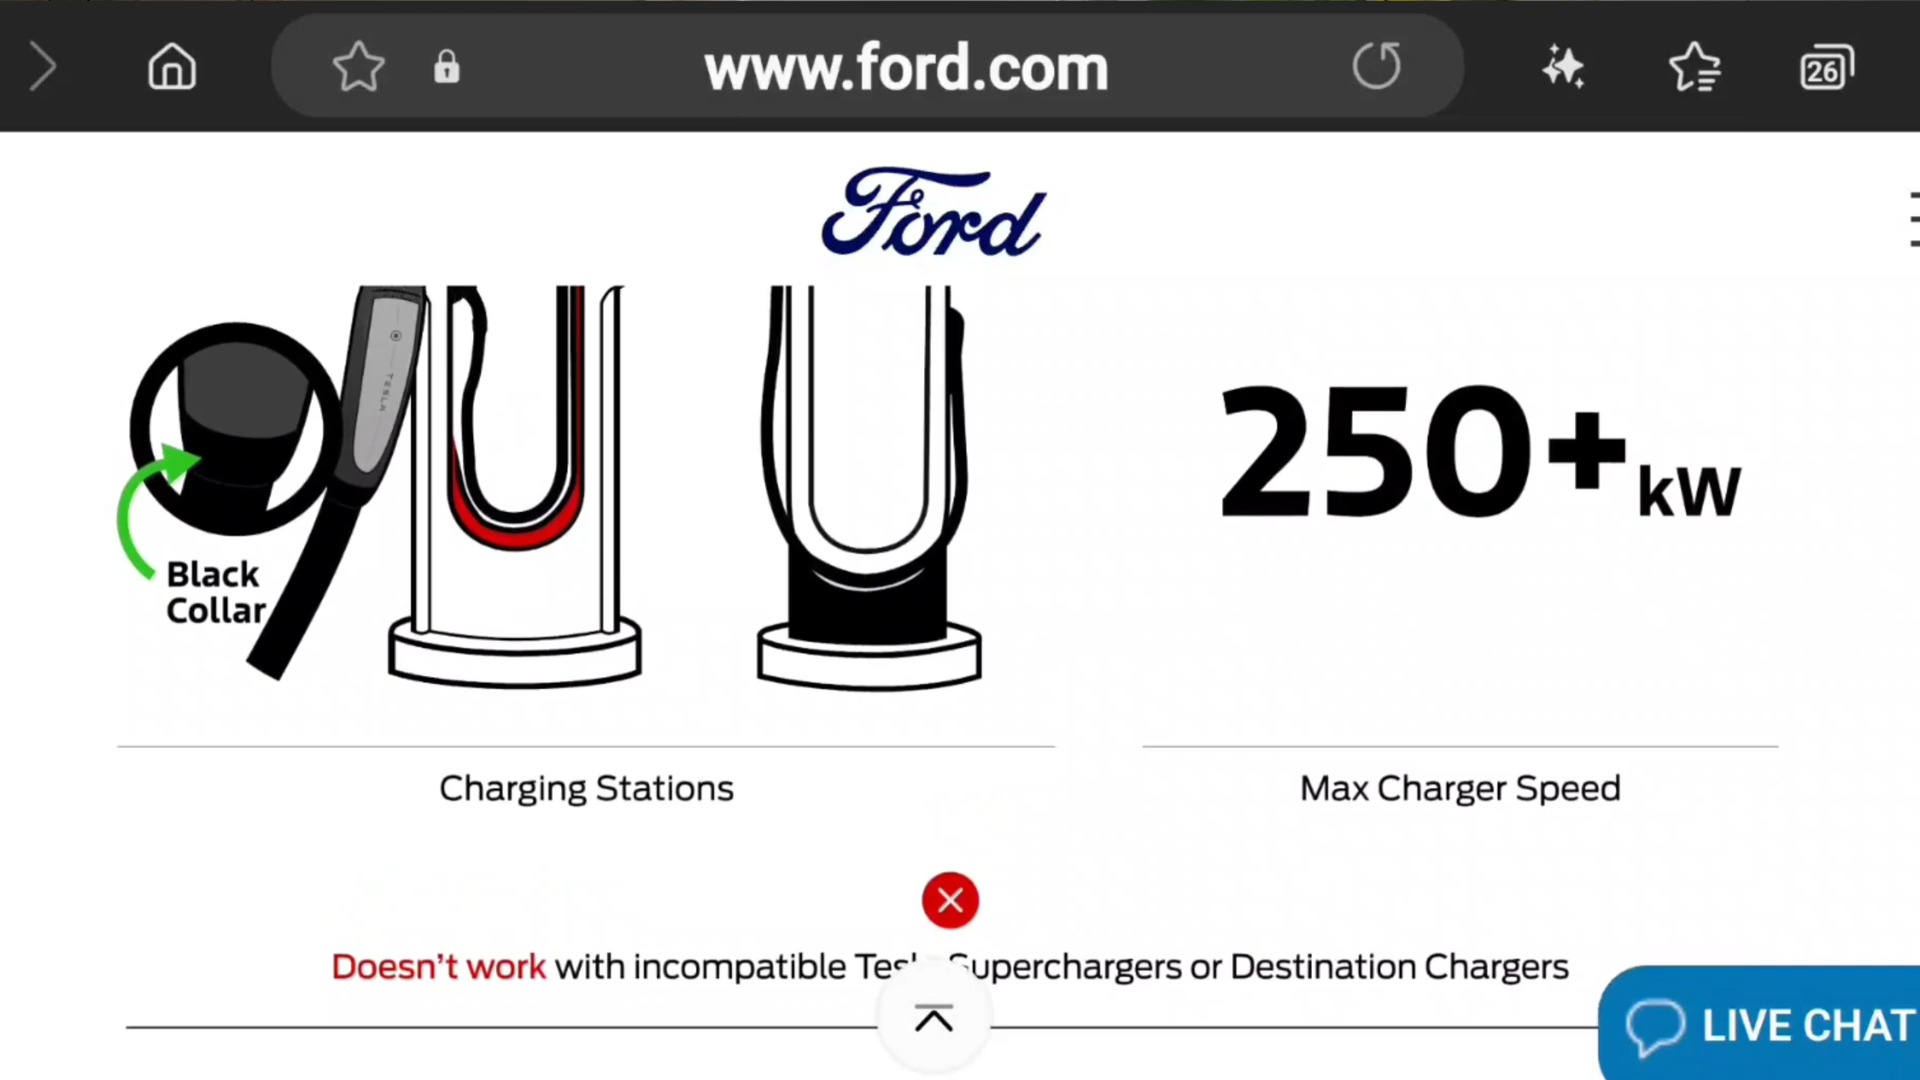 www.ford.com
26
Ford
TESLA
250+kW
Black
Collar
Charging Stations
Max Charger Speed
Doesn't work with incompatible Tesla Superchargers or Destination Chargers
LIVE CHAT